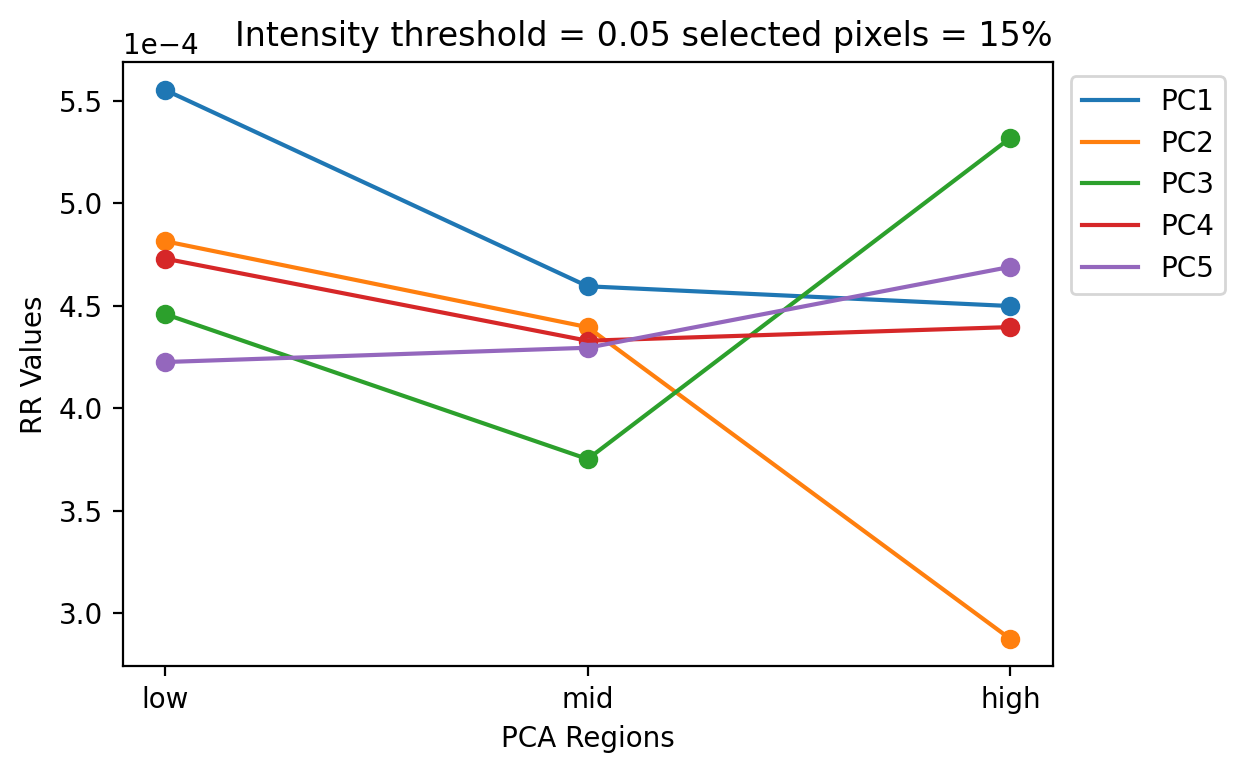 Intensity threshold = 0.05 selected pixels = 15%
1e−4
5.5
5.0
4.5
4.0
3.5
3.0
RR Values
low
mid
high
PCA Regions
PC1
PC2
PC3
PC4
PC5